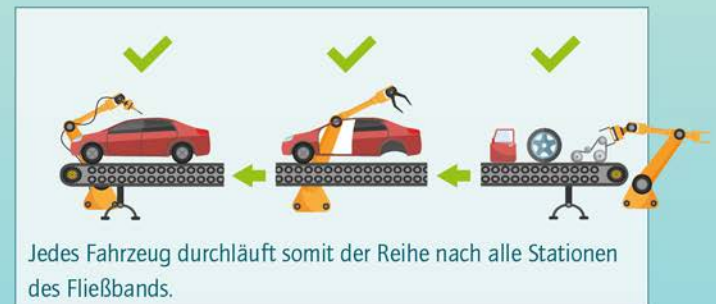 Jedes Fahrzeug durchläuft somit der Reihe nach alle Stationen
des Fließbands.